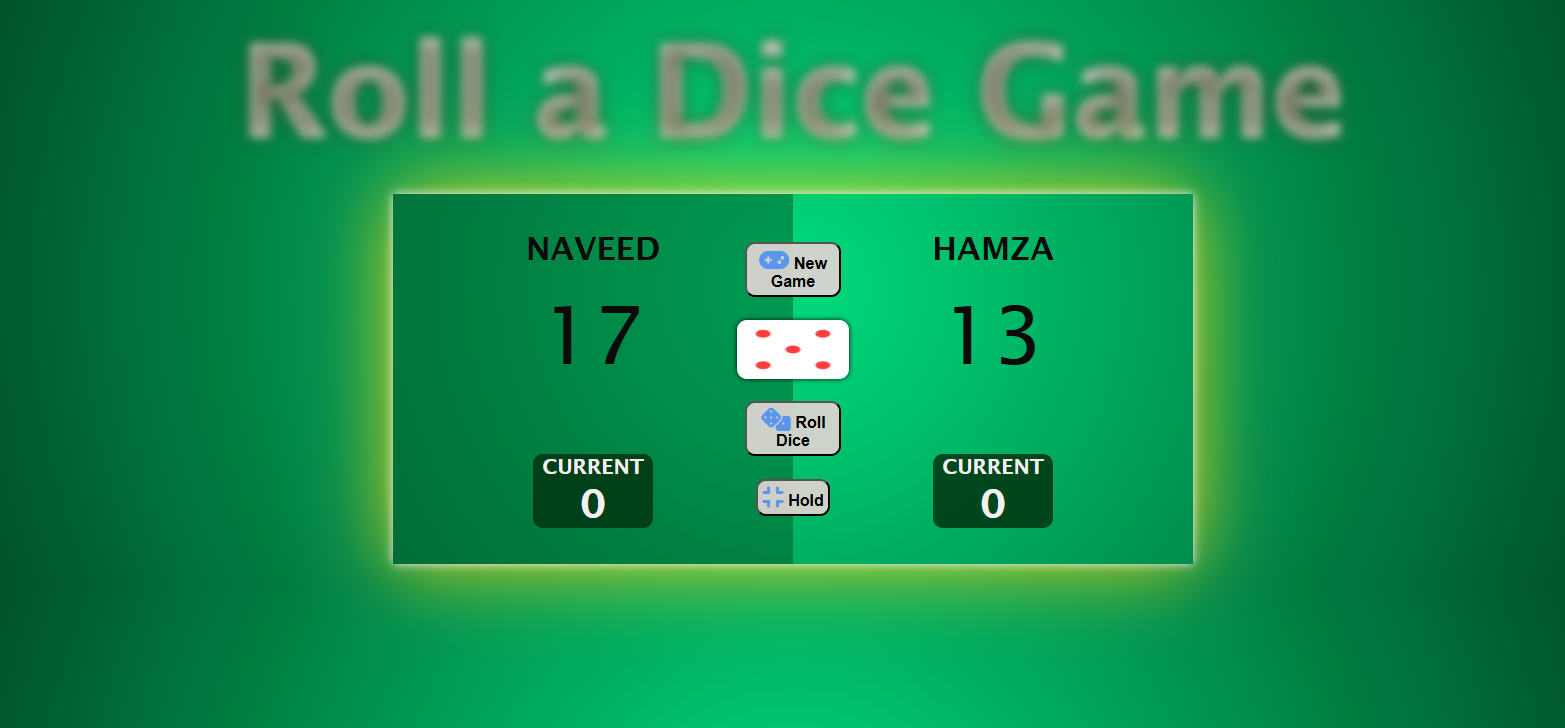 Roll a Dice Game
NAVEED
17
CURRENT
0
New
Game
Roll
Dice
Hold
HAMZA
13
CURRENT
0